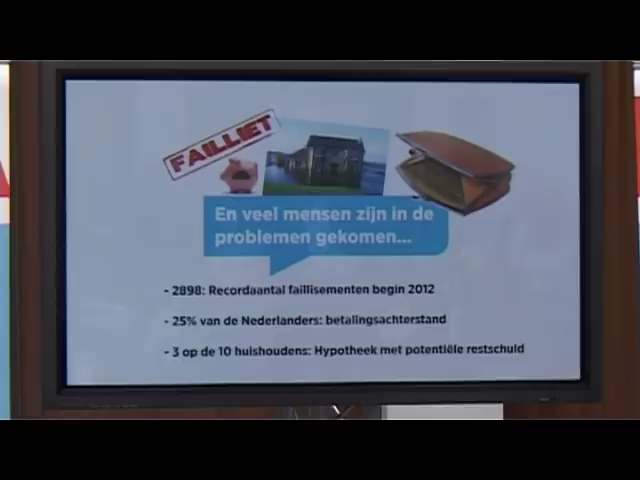 FAILLIET
En veel mensen zijn in de
problemen gekomen...
- 2898: Recordaantal faillisementen begin 2012
- 25% van de Nederlanders: betalingsachterstand
- 3 op de 10 huishoudens: Hypotheek met potentiële restschuld